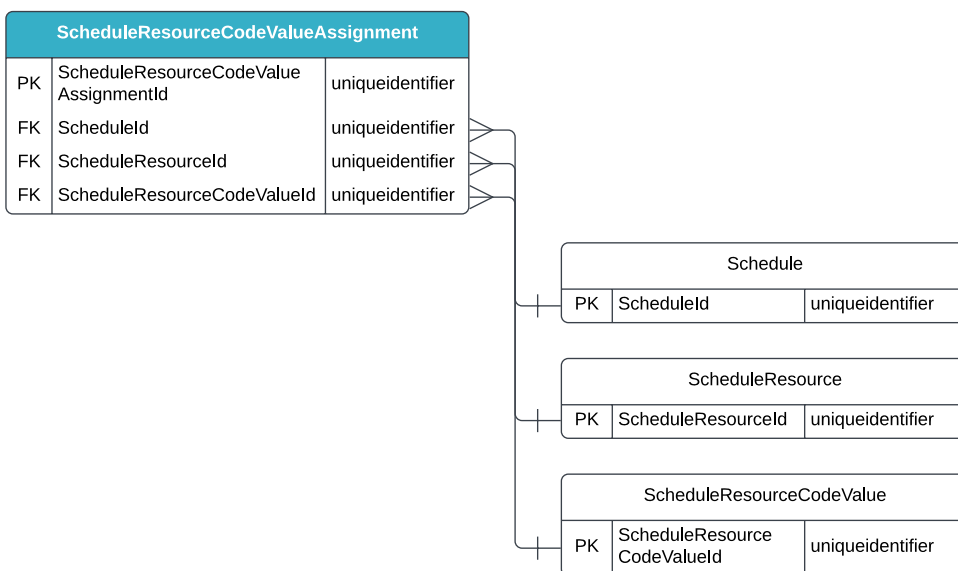 ScheduleResourceCodeValueAssignment
PK ScheduleResourceCodeValue uniqueidentifier
AssignmentId
FK ScheduleId uniqueidentifier
FK ScheduleResourceId uniqueidentifier
FK ScheduleResourceCodeValueId uniqueidentifier
Schedule
PK ScheduleId uniqueidentifier
ScheduleResource
PK ScheduleResourceId uniqueidentifier
ScheduleResourceCodeValue
PK ScheduleResource uniqueidentifier
CodeValueId